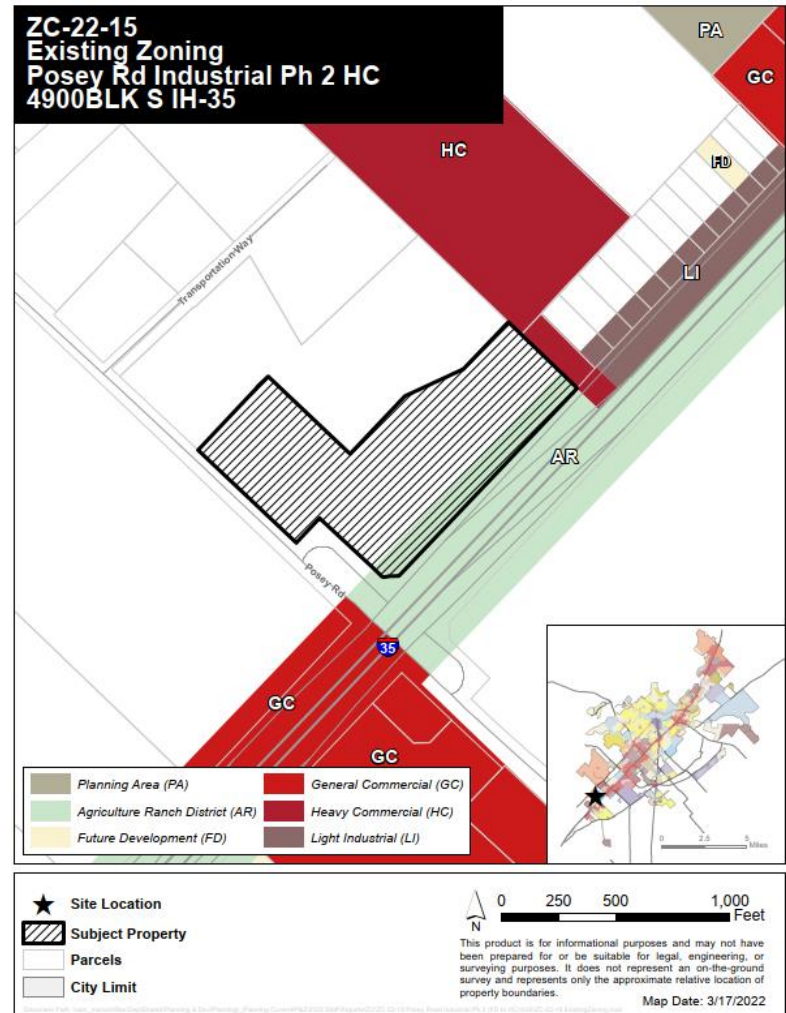 ZC-22-15
Existing Zoning
Posey Rd Industrial Ph 2 HC
4900BLK S IH-35
PA
GC
HC
FD
LI
Transportation Way
AR
Posey Rd
35
GC
GC
Planning Area (PA)
General Commercial (GC)
Agriculture Ranch District (AR)
Heavy Commercial (HC)
Future Development (FD)
Light Industrial (LI)
0 2.5 5
Miles
Site Location
Subject Property
Parcels
City Limit
N
0 250 500 1,000
Feet
This product is for informational purposes and may not have
been prepared for or be suitable for legal, engineering, or
surveying purposes. It does not represent an on-the-ground
survey and represents only the approximate relative location of
property boundaries.
Map Date: 3/17/2022